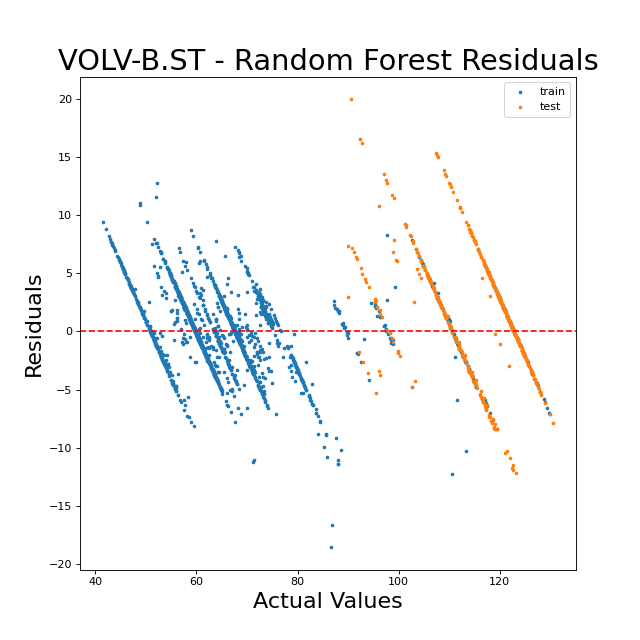 VOLV-B.ST - Random Forest Residuals
train
test
20
15
10
5
0
−5
−10
−15
−20
Residuals
40
60
80
100
120
Actual Values